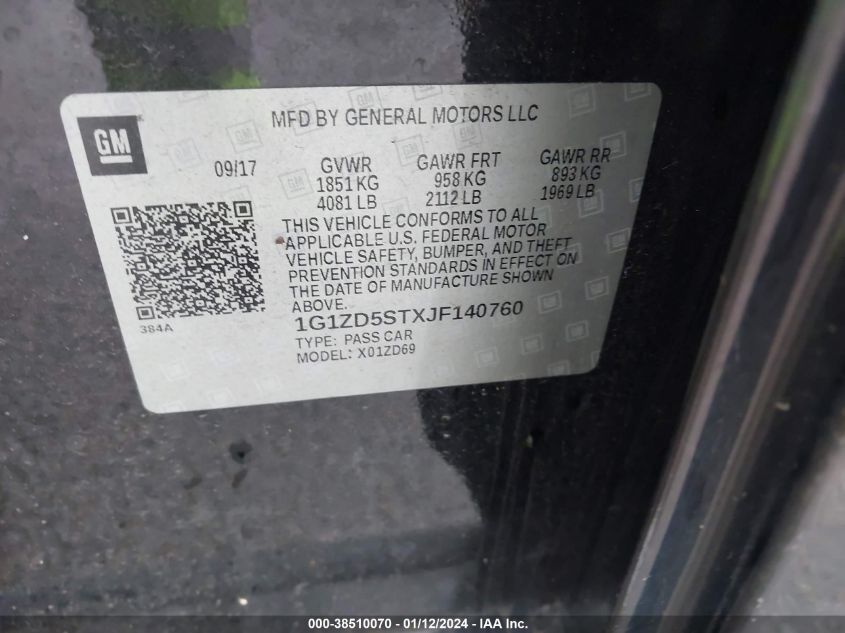 GM
MFD BY GENERAL MOTORS LLC
09/17
GVWR GAWR FRT GAWR RR
1851 KG 958 KG 893 KG
4081 LB 2112 LB 1969 LB
THIS VEHICLE CONFORMS TO ALL
APPLICABLE U.S. FEDERAL MOTOR
VEHICLE SAFETY, BUMPER, AND THEFT
PREVENTION STANDARDS IN EFFECT ON
THE DATE OF MANUFACTURE SHOWN
ABOVE.
384A
1G1ZD5STXJF140760
TYPE: PASS CAR
MODEL: X01ZD69
000-38510070 - 01/12/2024 - IAAI.COM